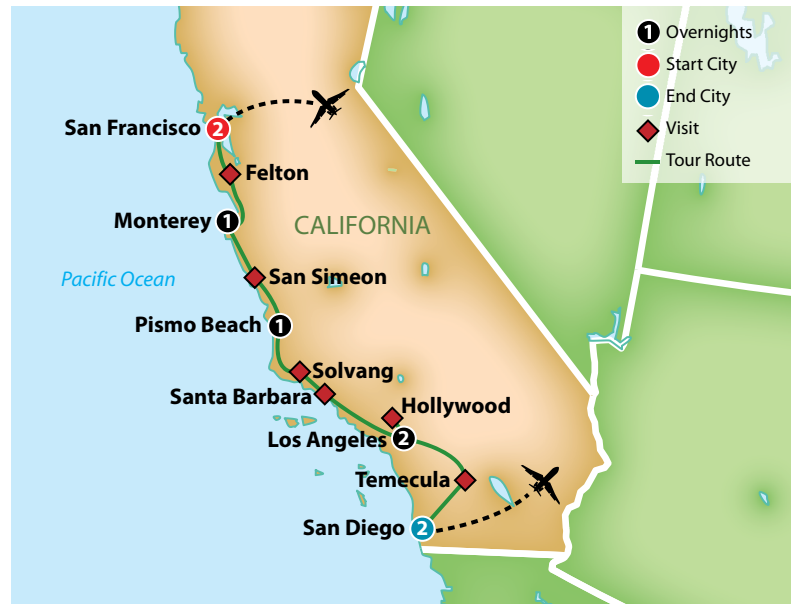 1 Overnights
Start City
End City
Visit
Tour Route
San Francisco 2
Felton
Monterey 1
CALIFORNIA
Pacific Ocean
San Simeon
Pismo Beach 1
Solvang
Santa Barbara
Hollywood
Los Angeles 2
Temecula
San Diego 2